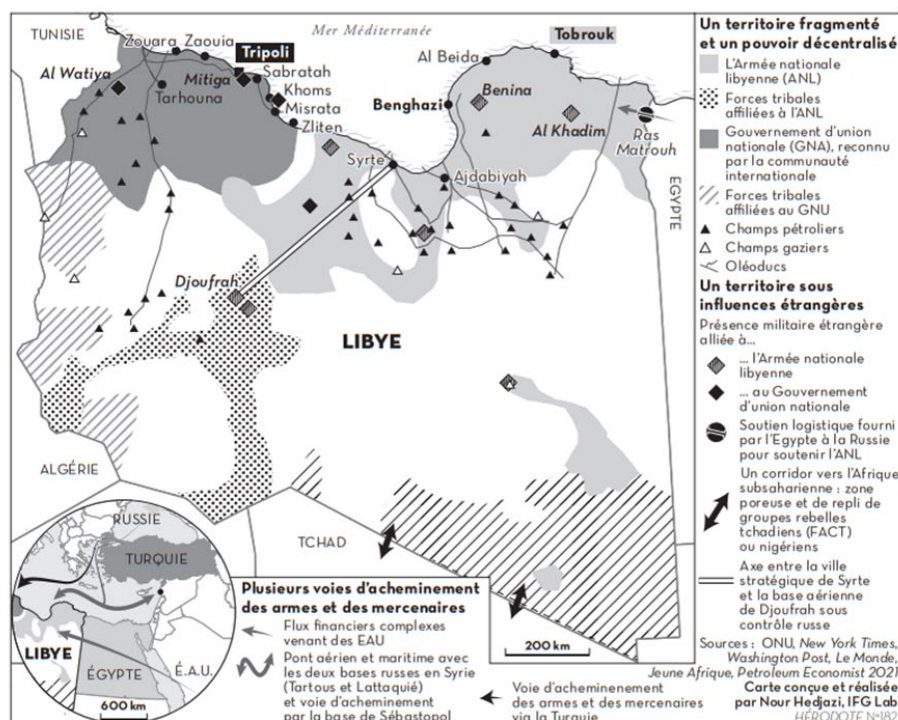 TUNISIE
Mer Méditerranée
Zouara
Zaouia
Tripoli
Al Watiya
Mitiga
Sabratah
Tarhouna
Khoms
Misrata
Zliten
Al Beida
Tobrouk
Benghazi
Benina
Al Khadim
Ras
Matrouh
Syrte
Ajdabiyah
EGYPTE
Djoufrah
LIBYE
ALGÉRIE
TCHAD
200 km
Un territoire fragmenté
et un pouvoir décentralisé
L'Armée nationale
libyenne (ANL)
Forces tribales
affiliées à l'ANL
Gouvernement d'union
nationale (GNA), reconnu
par la communauté
internationale
Forces tribales
affiliées au GNU
Champs pétroliers
Champs gaziers
Oléoducs
Un territoire sous
influences étrangères
Présence militaire étrangère
alliée à...
... l'Armée nationale
libyenne
... au Gouvernement
d'union nationale
Soutien logistique fourni
par l'Egypte à la Russie
pour soutenir l'ANL
Un corridor vers l'Afrique
subsaharienne : zone
poreuse et de repli de
groupes rebelles
tchadiens (FACT)
ou nigériens
Axe entre la ville
stratégique de Syrte
et la base aérienne
de Djoufrah sous
contrôle russe
RUSSIE
TURQUIE
LIBYE
ÉGYPTE
É.A.U.
600 km
Plusieurs voies d'acheminement
des armes et des mercenaires
Flux financiers complexes
venant des EAU
Pont aérien et maritime avec
les deux bases russes en Syrie
(Tartous et Lattaquié)
et voie d'acheminement
par la base de Sébastopol
Voie d'acheminenement
des armes et des mercenaires
via la Turquie
Sources : ONU, New York Times,
Washington Post, Le Monde,
Jeune Afrique, Petroleum Economist 2021
Carte conçue et réalisée
par Nour Hedjazi, IFG Lab
HÉRODOTE N°182